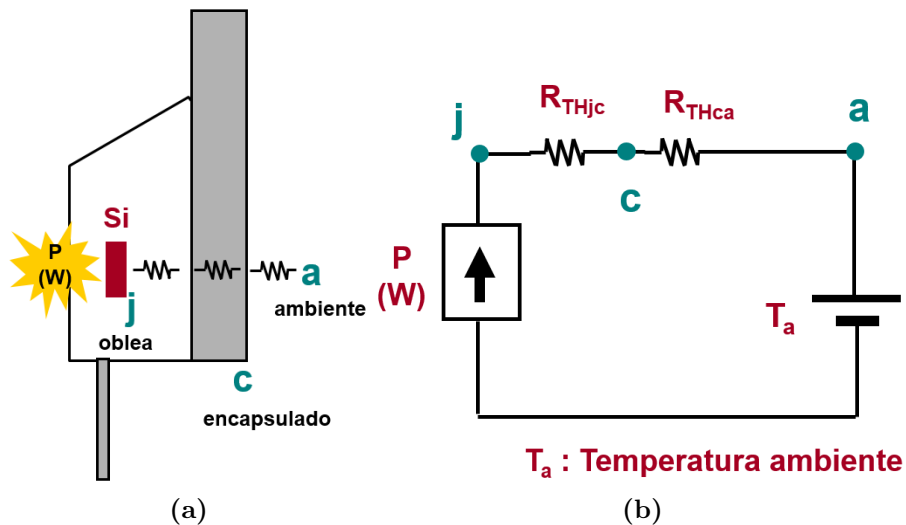 Si
P
(W)
j
oblea
a
ambiente
c
encapsulado
(a)
j
R_THjc
R_THca
a
c
P
(W)
T_a
T_a : Temperatura ambiente
(b)